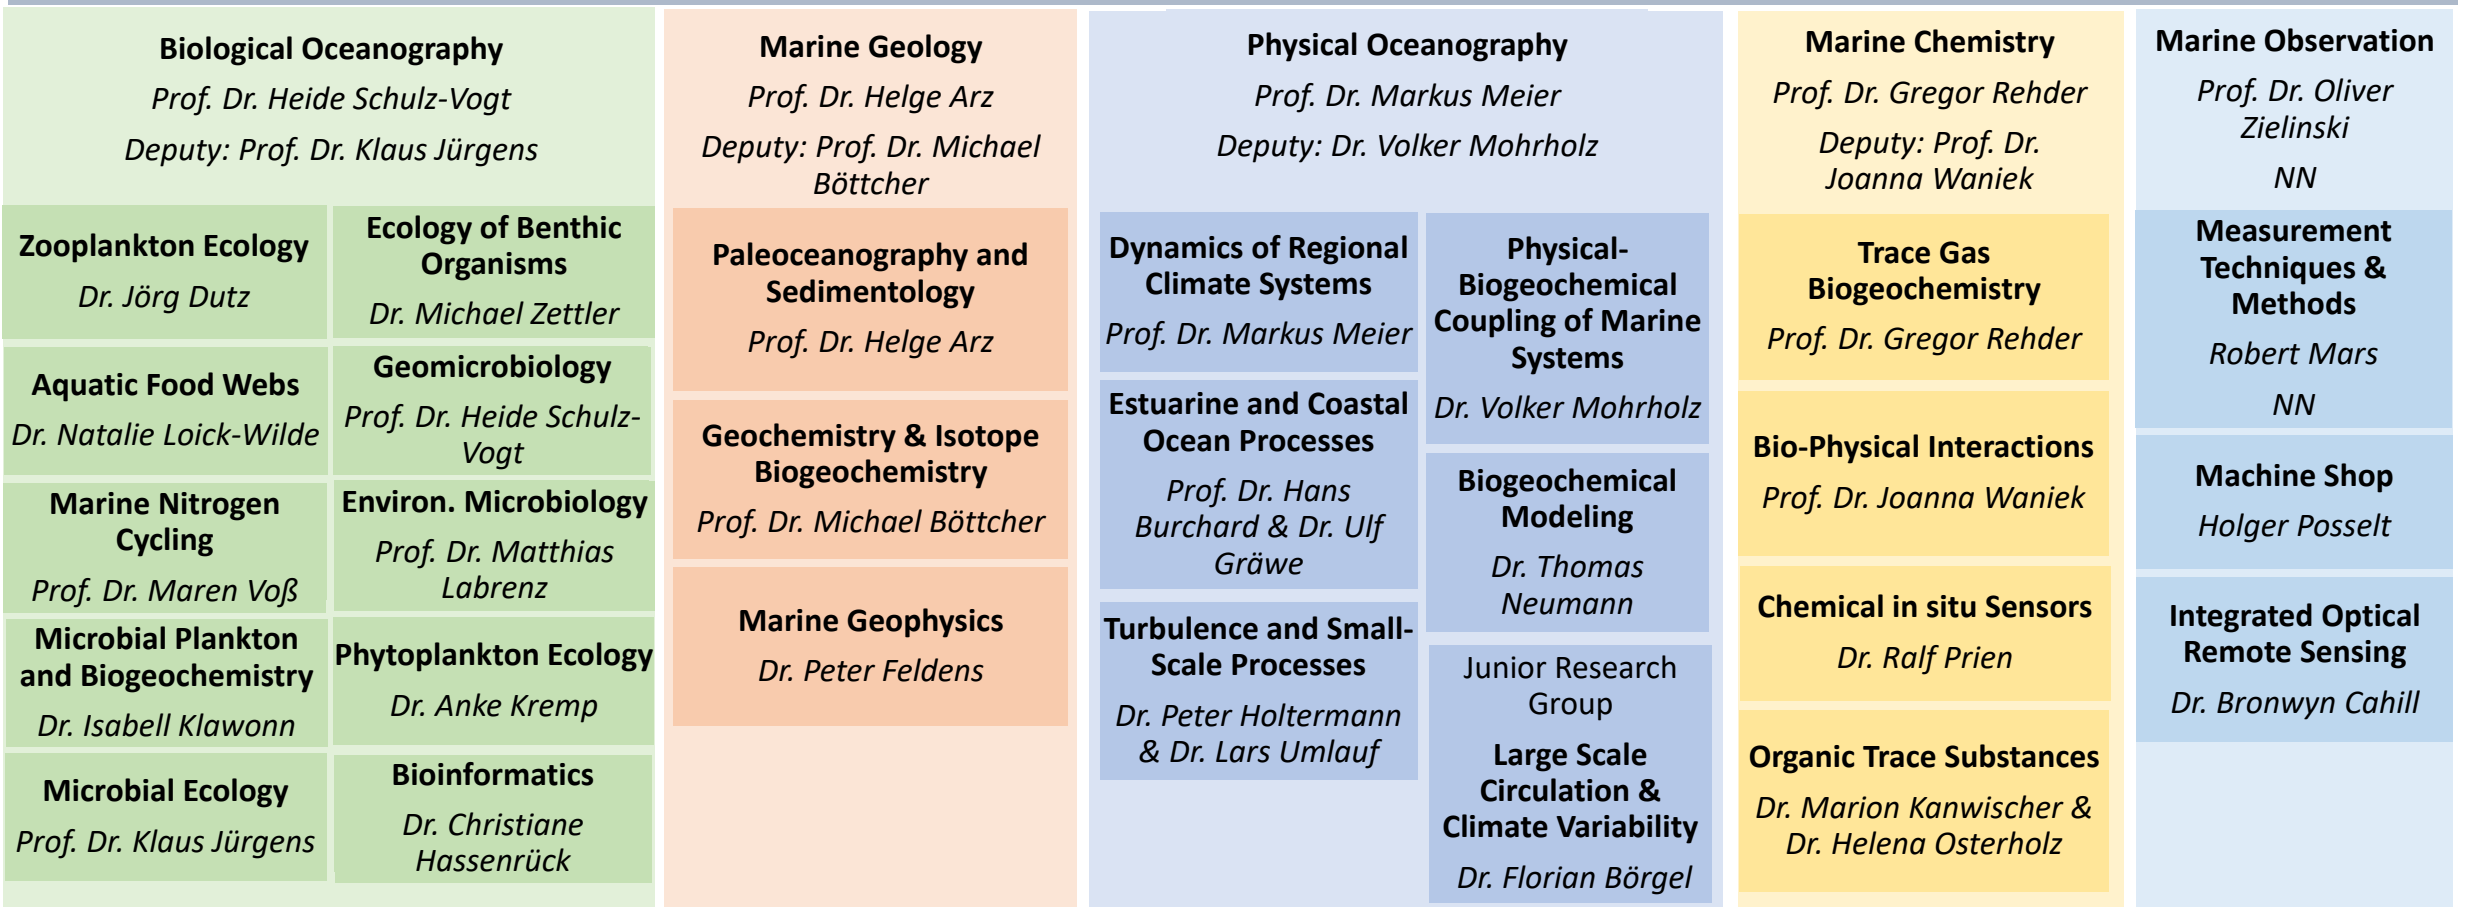 Biological Oceanography
Prof. Dr. Heide Schulz-Vogt
Deputy: Prof. Dr. Klaus Jürgens
Zooplankton Ecology
Dr. Jörg Dutz
Aquatic Food Webs
Dr. Natalie Loick-Wilde
Marine Nitrogen
Cycling
Prof. Dr. Maren Voß
Microbial Plankton
and Biogeochemistry
Dr. Isabell Klawonn
Microbial Ecology
Prof. Dr. Klaus Jürgens
Ecology of Benthic
Organisms
Dr. Michael Zettler
Geomicrobiology
Prof. Dr. Heide Schulz-
Vogt
Environ. Microbiology
Prof. Dr. Matthias
Labrenz
Phytoplankton Ecology
Dr. Anke Kremp
Bioinformatics
Dr. Christiane
Hassenrück
Marine Geology
Prof. Dr. Helge Arz
Deputy: Prof. Dr. Michael
Böttcher
Paleoceanography and
Sedimentology
Prof. Dr. Helge Arz
Geochemistry & Isotope
Biogeochemistry
Prof. Dr. Michael Böttcher
Marine Geophysics
Dr. Peter Feldens
Physical Oceanography
Prof. Dr. Markus Meier
Deputy: Dr. Volker Mohrholz
Dynamics of Regional
Climate Systems
Prof. Dr. Markus Meier
Estuarine and Coastal
Ocean Processes
Prof. Dr. Hans
Burchard & Dr. Ulf
Gräwe
Turbulence and Small-
Scale Processes
Dr. Peter Holtermann
& Dr. Lars Umlauf
Physical-
Biogeochemical
Coupling of Marine
Systems
Dr. Volker Mohrholz
Biogeochemical
Modeling
Dr. Thomas
Neumann
Junior Research
Group
Large Scale
Circulation &
Climate Variability
Dr. Florian Börgel
Marine Chemistry
Prof. Dr. Gregor Rehder
Deputy: Prof. Dr.
Joanna Waniek
Trace Gas
Biogeochemistry
Prof. Dr. Gregor Rehder
Bio-Physical Interactions
Prof. Dr. Joanna Waniek
Chemical in situ Sensors
Dr. Ralf Prien
Organic Trace Substances
Dr. Marion Kanwischer &
Dr. Helena Osterholz
Marine Observation
Prof. Dr. Oliver
Zielinski
NN
Measurement
Techniques &
Methods
Robert Mars
NN
Machine Shop
Holger Posselt
Integrated Optical
Remote Sensing
Dr. Bronwyn Cahill